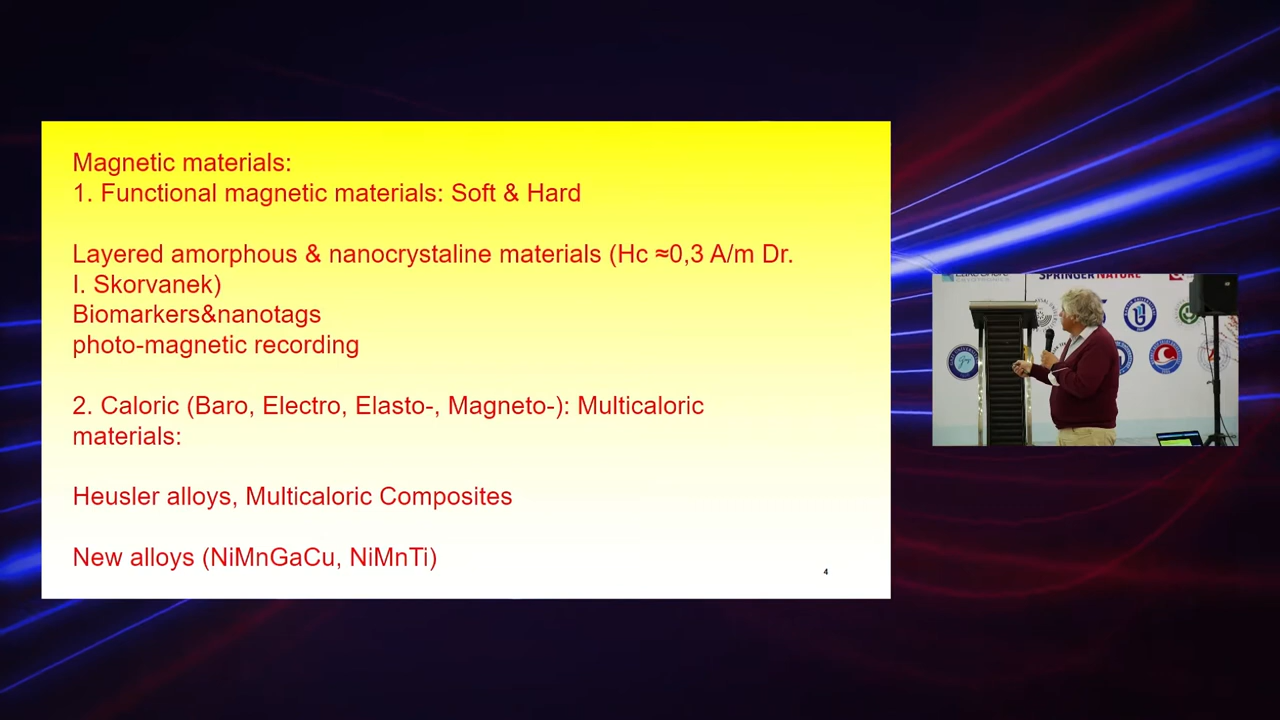 Magnetic materials:
1. Functional magnetic materials: Soft & Hard
Layered amorphous & nanocrystaline materials (Hc ≈0,3 A/m Dr.
I. Skorvanek)
Biomarkers&nanotags
photo-magnetic recording
2. Caloric (Baro, Electro, Elasto-, Magneto-): Multicaloric
materials:
Heusler alloys, Multicaloric Composites
New alloys (NiMnGaCu, NiMnTi)
4
SPRINGER NATURE